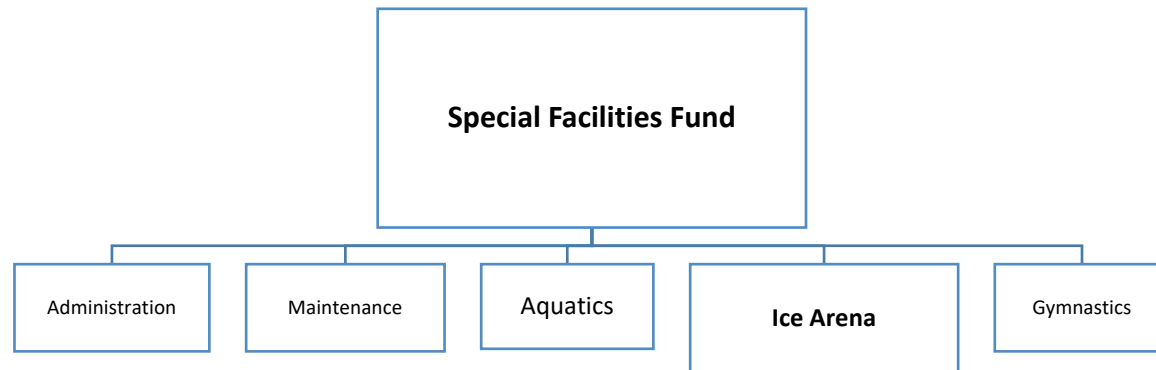 Special Facilities Fund
Administration
Maintenance
Aquatics
Ice Arena
Gymnastics